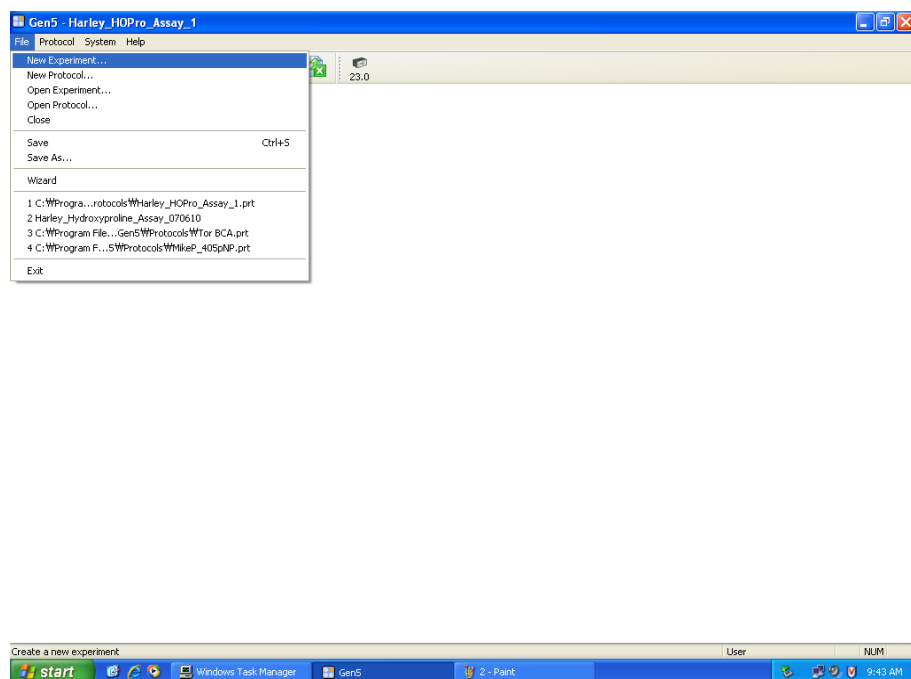 Gen5 - Harley_HOPro_Assay_1
File Protocol System Help
New Experiment...
New Protocol...
Open Experiment...
Open Protocol...
Close
Save Ctrl+S
Save As...
Wizard
1 C:₩Progra...rotocols₩Harley_HOPro_Assay_1.prt
2 Harley_Hydroxyproline_Assay_070610
3 C:₩Program File...Gen5₩Protocols₩Tor BCA.prt
4 C:₩Program F...5₩Protocols₩MikeP_405pNP.prt
Exit
23.0
Create a new experiment User NUM
start Windows Task Manager Gen5 2 - Paint 9:43 AM